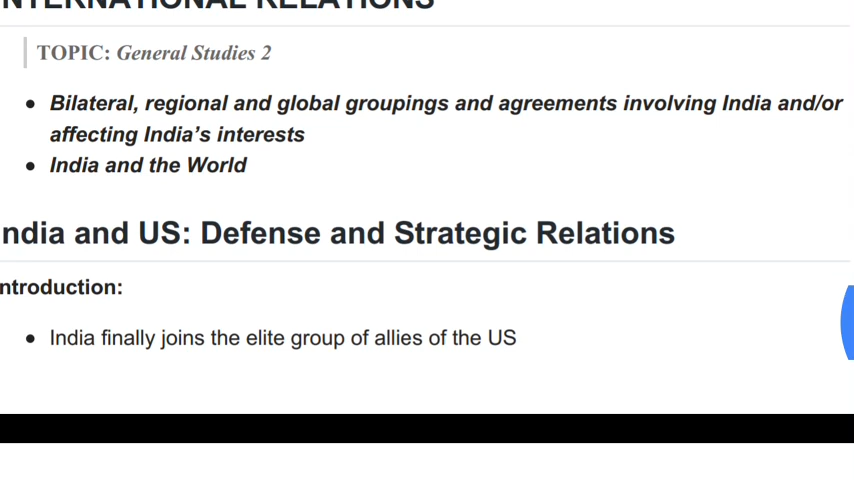 NTERNATIONAL RELATIONS
TOPIC: General Studies 2
Bilateral, regional and global groupings and agreements involving India and/or
affecting India's interests
India and the World
ndia and US: Defense and Strategic Relations
ntroduction:
India finally joins the elite group of allies of the US